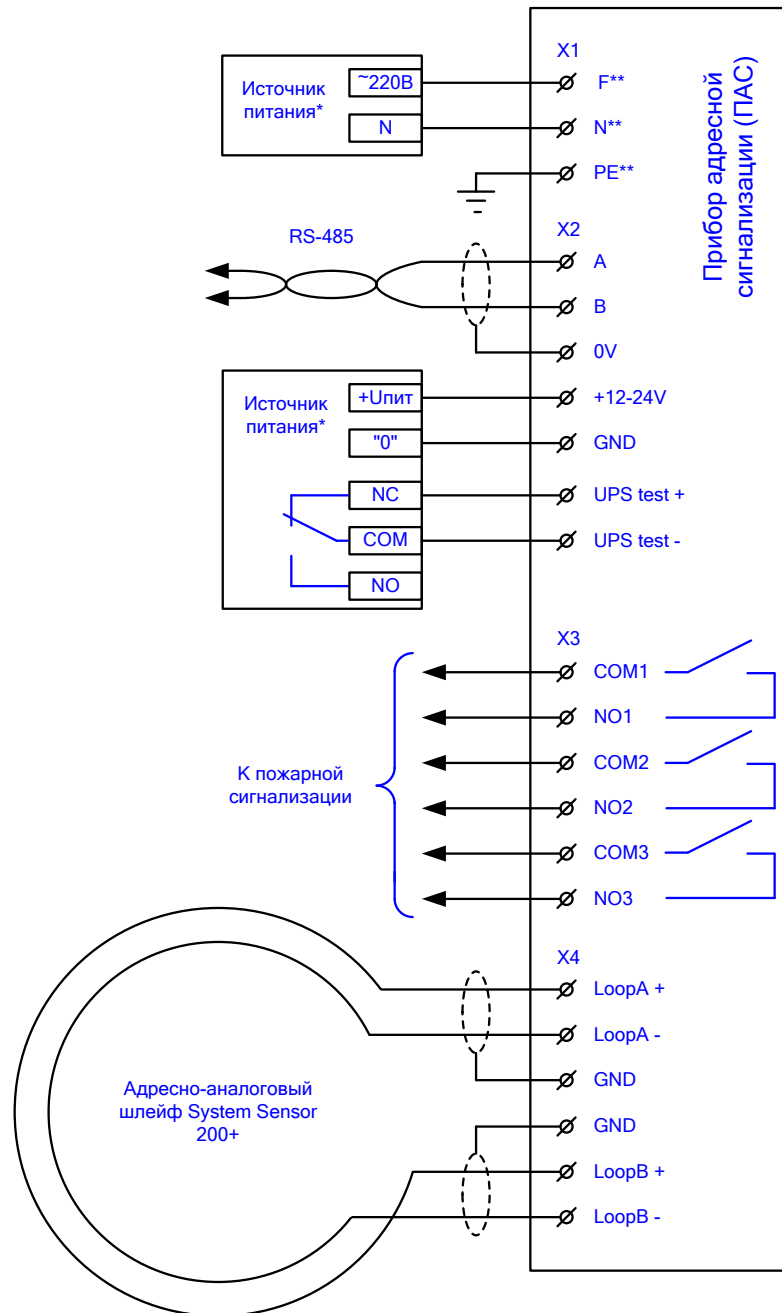 X1
Источник
питания*
~220В
N
F**
N**
PE**
Прибор адресной
сигнализации (ПАС)
RS-485
X2
A
B
0V
Источник
питания*
+Uпит
"0"
NC
COM
NO
+12-24V
GND
UPS test +
UPS test -
X3
К пожарной
сигнализации
COM1
NO1
COM2
NO2
COM3
NO3
X4
Адресно-аналоговый
шлейф System Sensor
200+
LoopA +
LoopA -
GND
GND
LoopB +
LoopB -